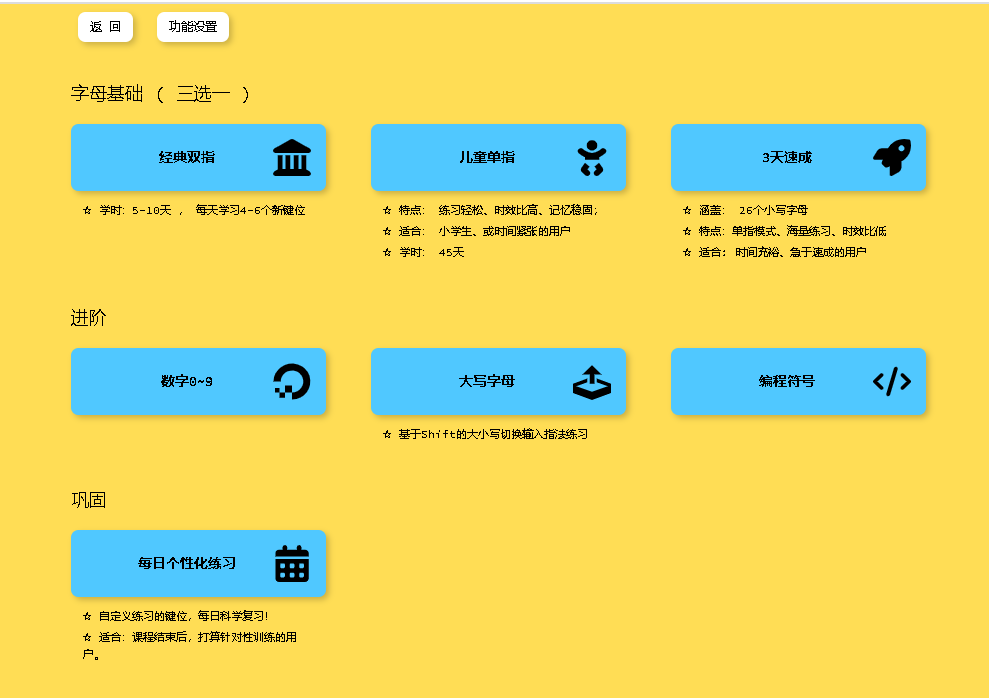 返 回
功能设置
字母基础 ( 三选一 )
经典双指
儿童单指
3天速成
☆ 学时: 5-10天 , 每天学习4-6个新键位
☆ 特点: 练习轻松、时效比高、记忆稳固;
☆ 适合: 小学生、或时间紧张的用户
☆ 学时: 45天
☆ 涵盖: 26个小写字母
☆ 特点: 单指模式、海量练习、时效比低
☆ 适合: 时间充裕、急于速成的用户
进阶
数字0~9
大写字母
编程符号
☆ 基于Shift的大小写切换输入指法练习
巩固
每日个性化练习
☆ 自定义练习的键位, 每日科学复习!
☆ 适合: 课程结束后, 打算针对性训练的用
户。